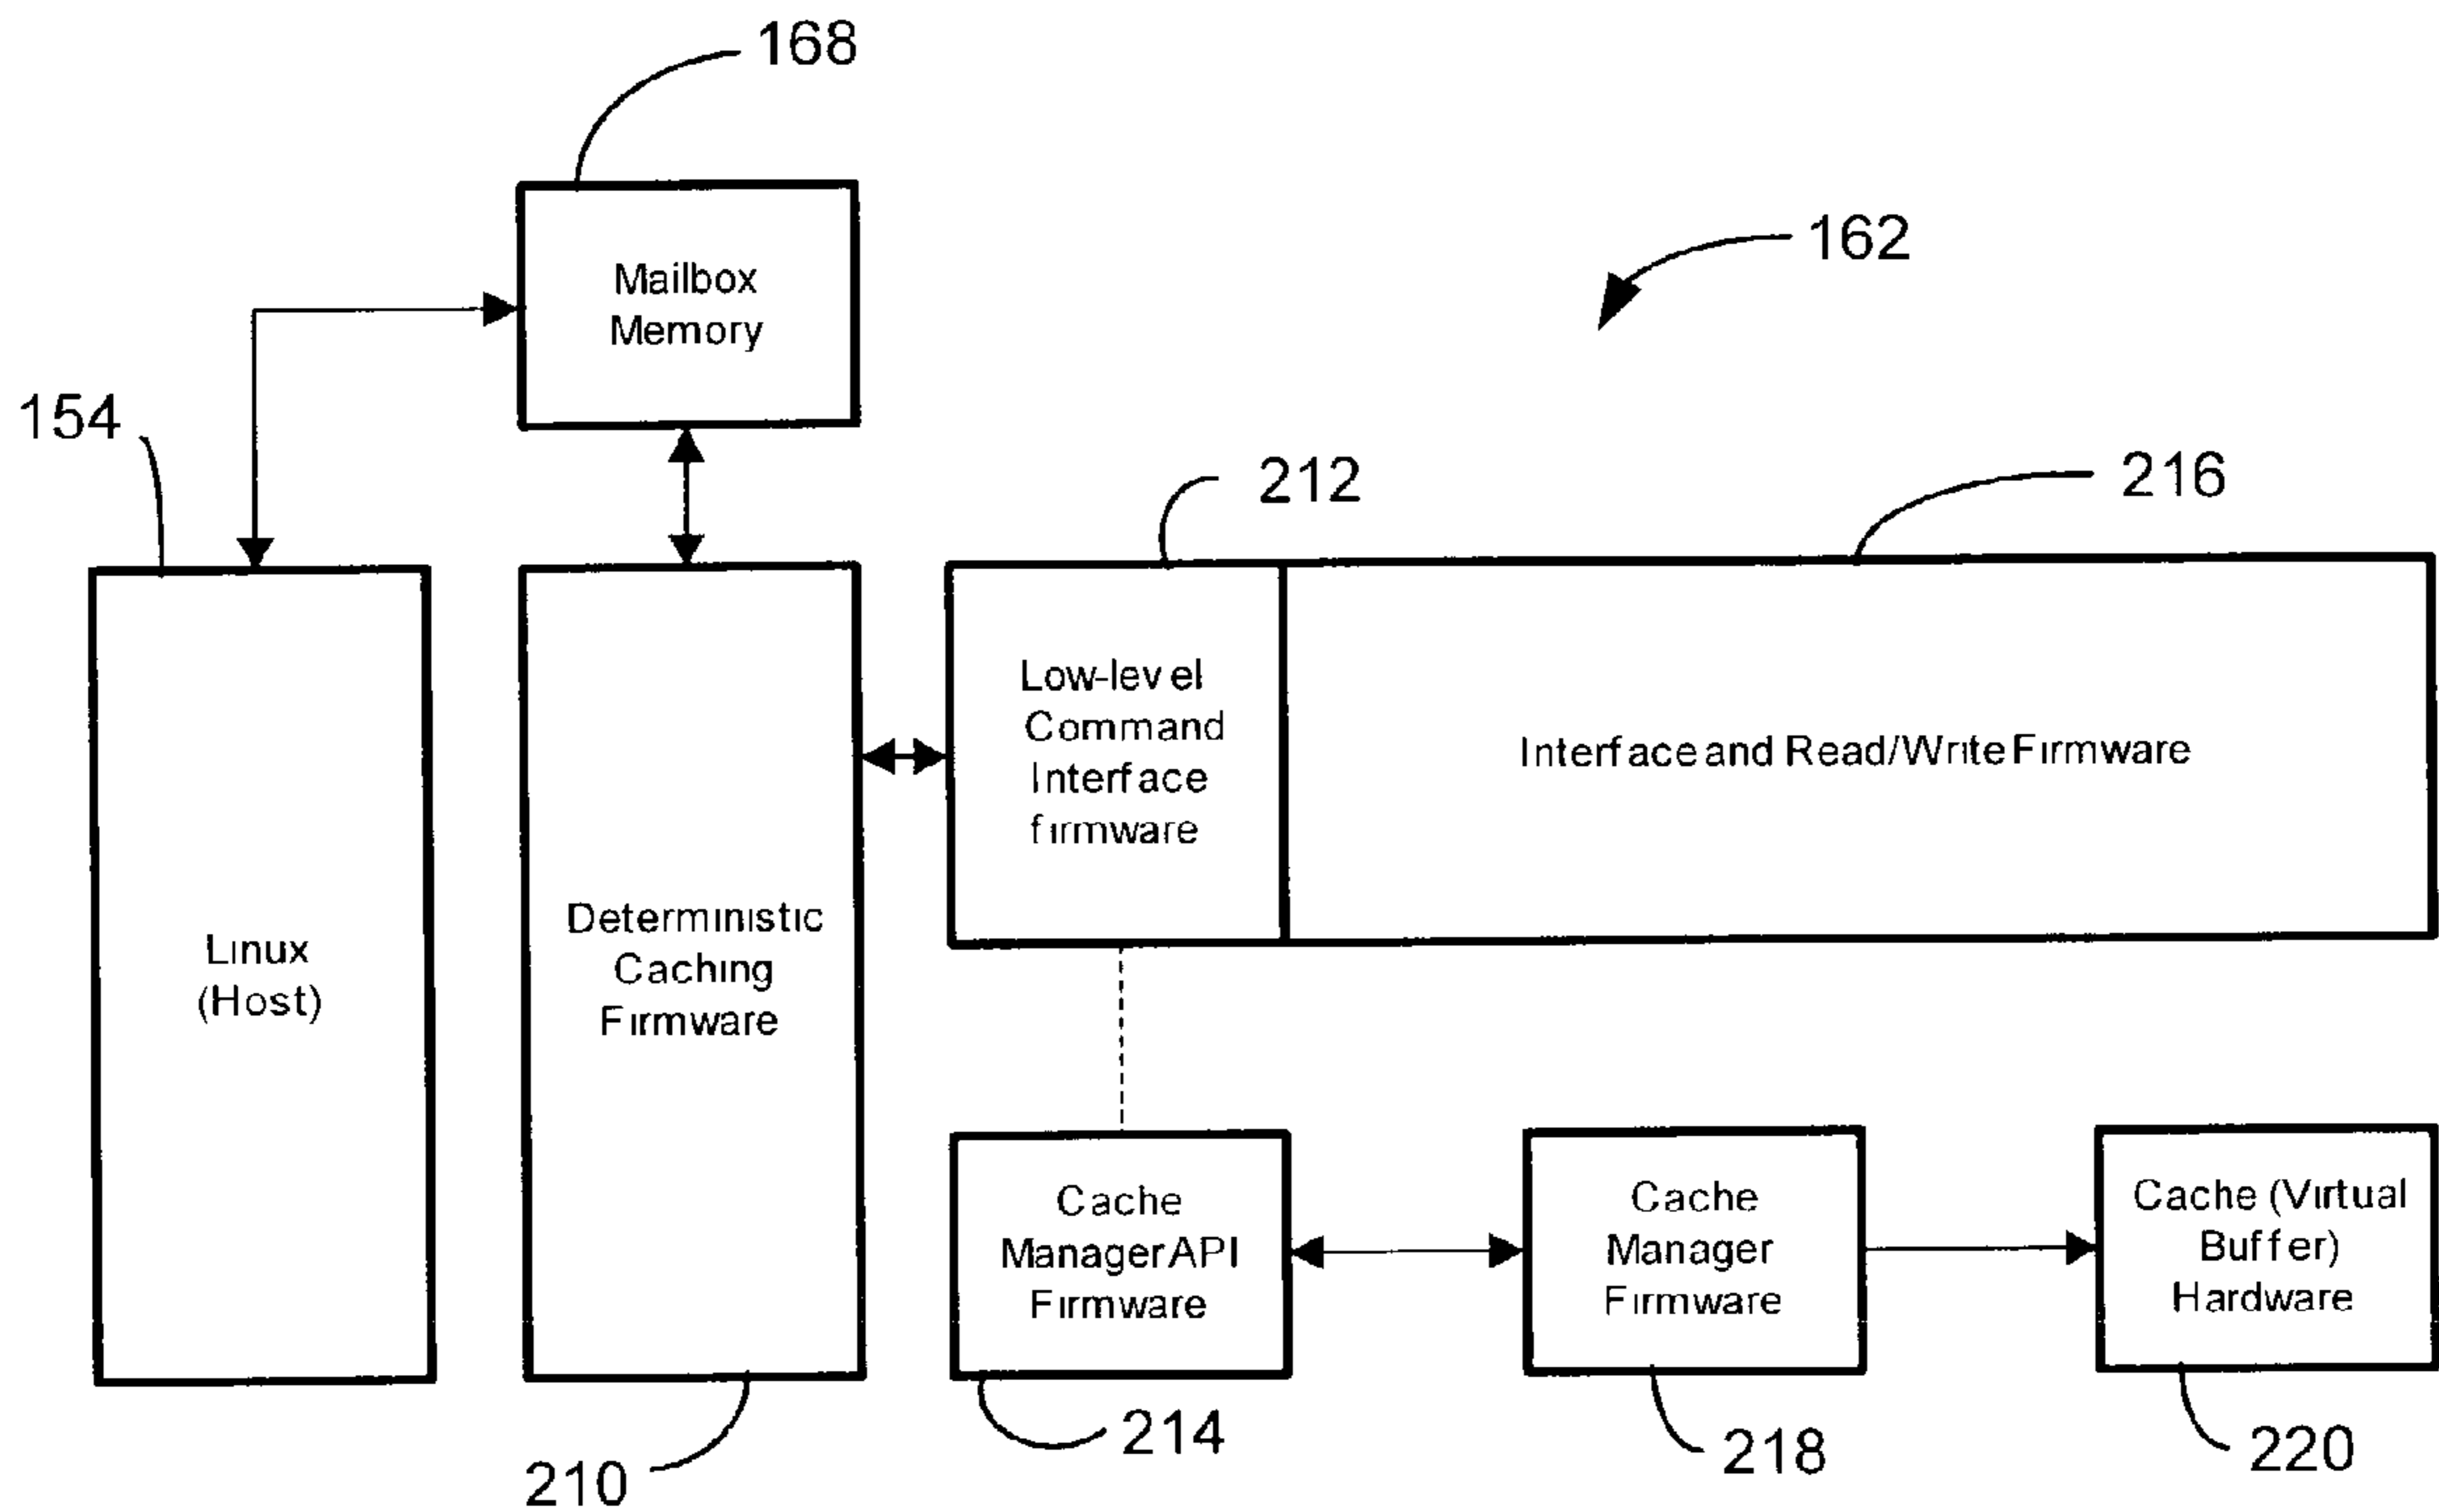 168
Mailbox
Memory
162
154
212
216
Linux
(Host)
Deterministic
Caching
Firmware
Low-level
Command
Interface
firmware
Interface and Read/Write Firmware
Cache
Manager API
Firmware
Cache
Manager
Firmware
Cache (Virtual
Buffer)
Hardware
210
214
218
220